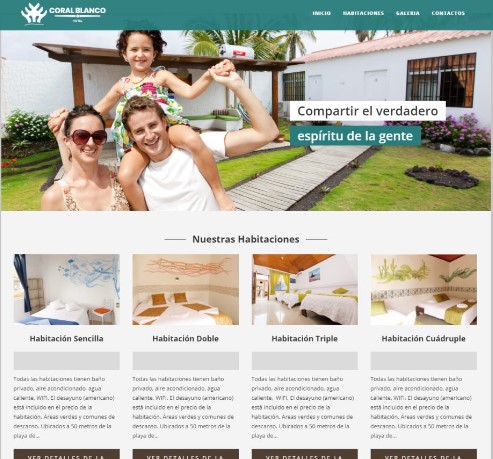 CORAL BLANCO
HOTEL
INICIO HABITACIONES GALERIA CONTACTOS
Compartir el verdadero
espíritu de la gente
Nuestras Habitaciones
Habitación Sencilla
Todas las habitaciones tienen baño
privado, aire acondicionado, agua
caliente, WIFI. El desayuno (americano)
está incluido en el precio de la
habitación. Áreas verdes y comunes de
descanso. Ubicados a 50 metros de la
playa de...
VER DETALLES DE LA
Habitación Doble
Todas las habitaciones tienen baño
privado, aire acondicionado, agua
caliente, WIFI. El desayuno (americano)
está incluido en el precio de la
habitación. Áreas verdes y comunes de
descanso. Ubicados a 50 metros de la
playa de...
VER DETALLES DE LA
Habitación Triple
Todas las habitaciones tienen baño
privado, aire acondicionado, agua
caliente, WIFI. El desayuno (americano)
está incluido en el precio de la
habitación. Áreas verdes y comunes de
descanso. Ubicados a 50 metros de la
playa de...
VER DETALLES DE LA
Habitación Cuádruple
Todas las habitaciones tienen baño
privado, aire acondicionado, agua
caliente, WIFI. El desayuno (americano)
está incluido en el precio de la
habitación. Áreas verdes y comunes de
descanso. Ubicados a 50 metros de la
playa de...
VER DETALLES DE LA